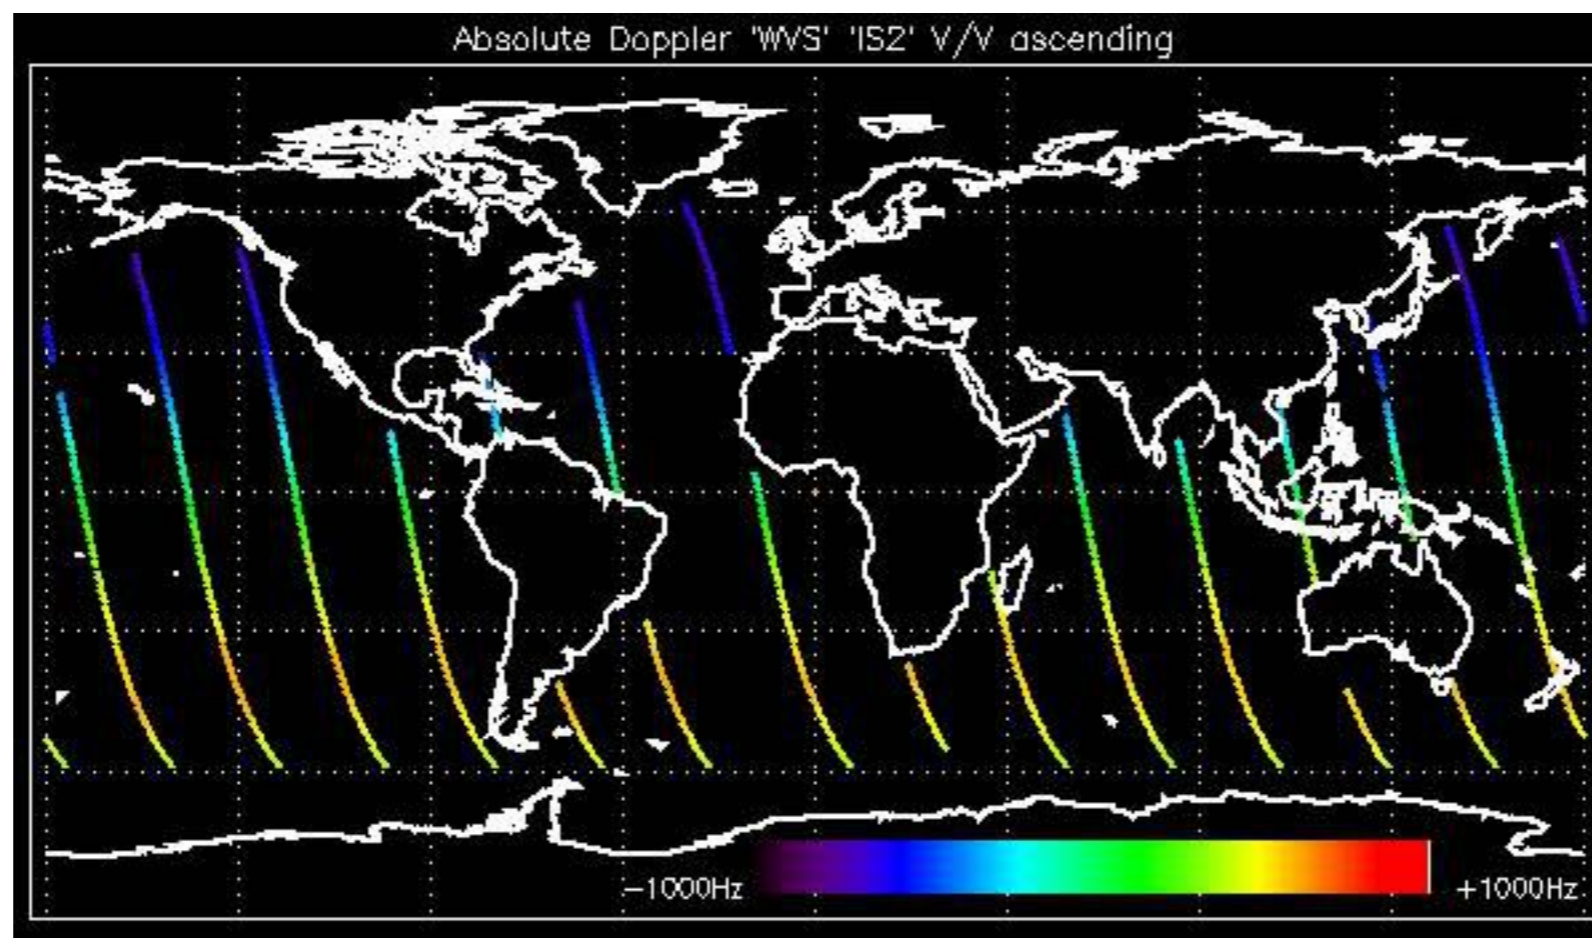 Absolute Doppler 'WVS' 'IS2' V/V ascending
−1000Hz +1000Hz